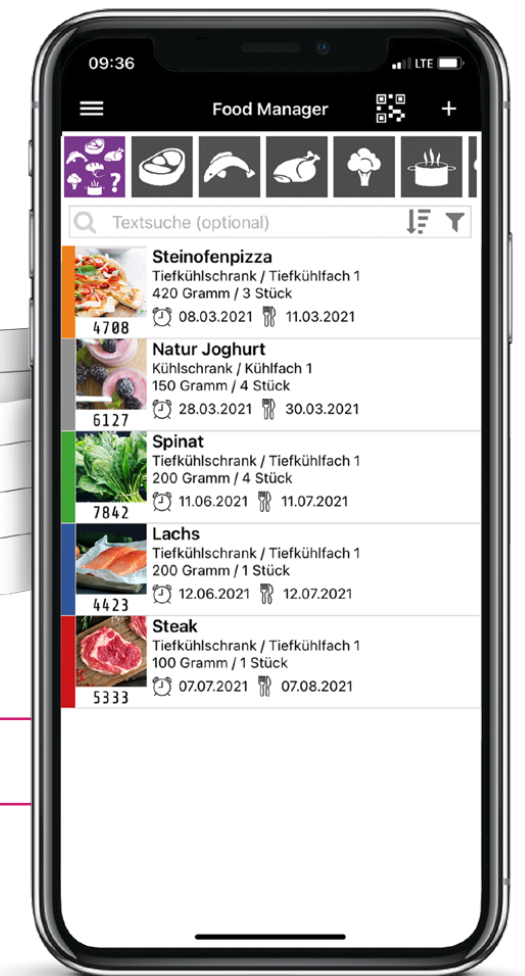 09:36
LTE
Food Manager
+
?
Textsuche (optional)
Steinofenpizza
Tiefkühlschrank / Tiefkühlfach 1
420 Gramm / 3 Stück
08.03.2021 11.03.2021
4708
Natur Joghurt
Kühlschrank / Kühlfach 1
150 Gramm / 4 Stück
28.03.2021 30.03.2021
6127
Spinat
Tiefkühlschrank / Tiefkühlfach 1
200 Gramm / 4 Stück
11.06.2021 11.07.2021
7842
Lachs
Tiefkühlschrank / Tiefkühlfach 1
200 Gramm / 1 Stück
12.06.2021 12.07.2021
4423
Steak
Tiefkühlschrank / Tiefkühlfach 1
100 Gramm / 1 Stück
07.07.2021 07.08.2021
5333